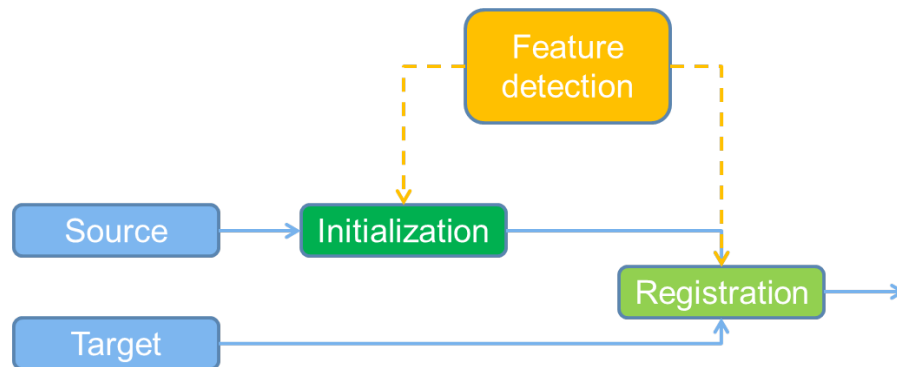 Feature
detection
Source
Initialization
Registration
Target